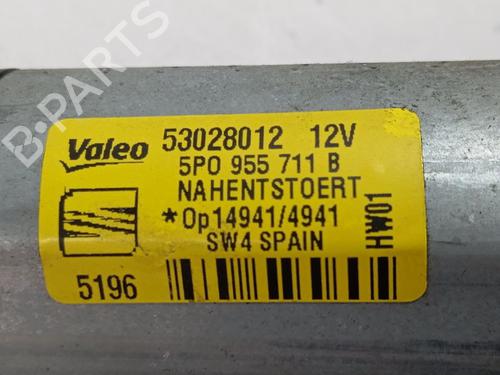 B-Parts
Valeo 53028012 12V
5P0 955 711 B
NAHENTSTOERT
*Op14941/4941
SW4 SPAIN
HW01
5196